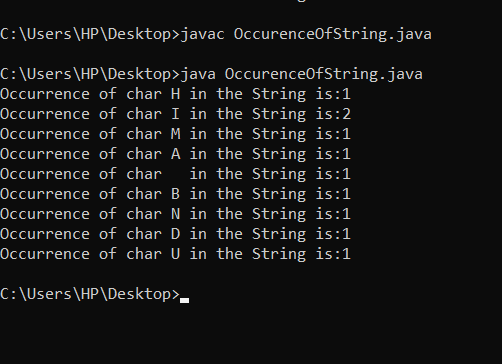 C:\Users\HP\Desktop>javac OccurenceOfString.java
C:\Users\HP\Desktop>java OccurenceOfString.java
Occurrence of char H in the String is:1
Occurrence of char I in the String is:2
Occurrence of char M in the String is:1
Occurrence of char A in the String is:1
Occurrence of char   in the String is:1
Occurrence of char B in the String is:1
Occurrence of char N in the String is:1
Occurrence of char D in the String is:1
Occurrence of char U in the String is:1
C:\Users\HP\Desktop>